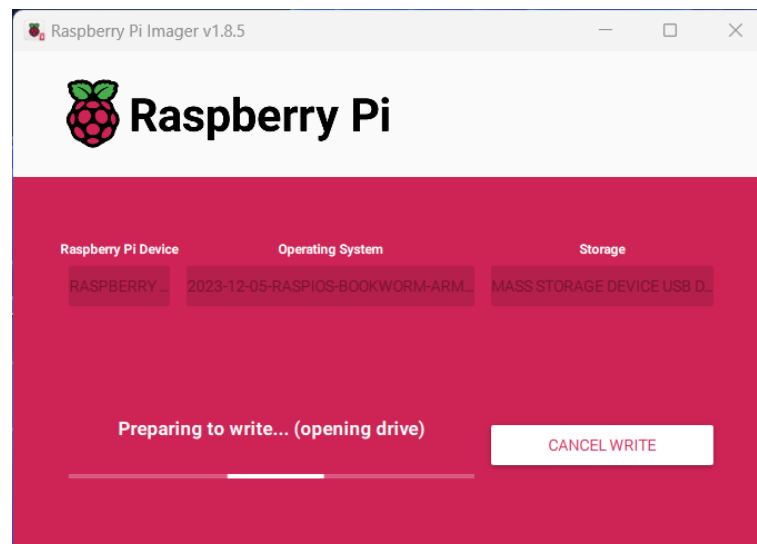 Raspberry Pi Imager v1.8.5
Raspberry Pi
Raspberry Pi Device
Operating System
Storage
RASPBERRY ...
2023-12-05-RASPIOS-BOOKWORM-ARM...
MASS STORAGE DEVICE USB D...
Preparing to write... (opening drive)
CANCEL WRITE